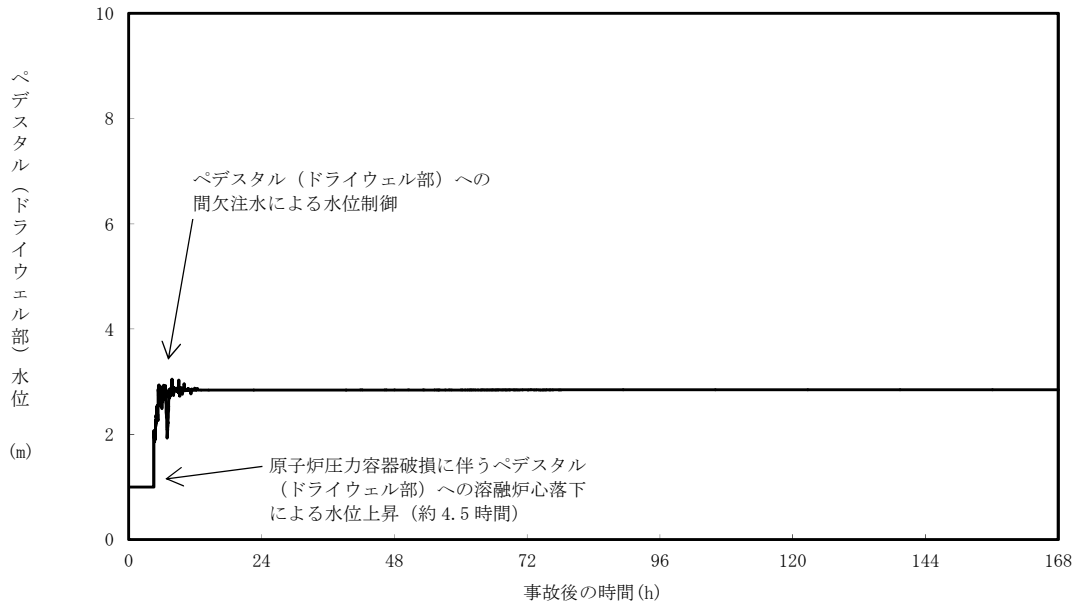 ペデスタル（ドライウェル部）水位 (m)
10
8
6
4
2
0
ペデスタル（ドライウェル部）への
間欠注水による水位制御
原子炉圧力容器破損に伴うペデスタル
（ドライウェル部）への溶融炉心落下
による水位上昇（約 4.5 時間）
0 24 48 72 96 120 144 168
事故後の時間(h)